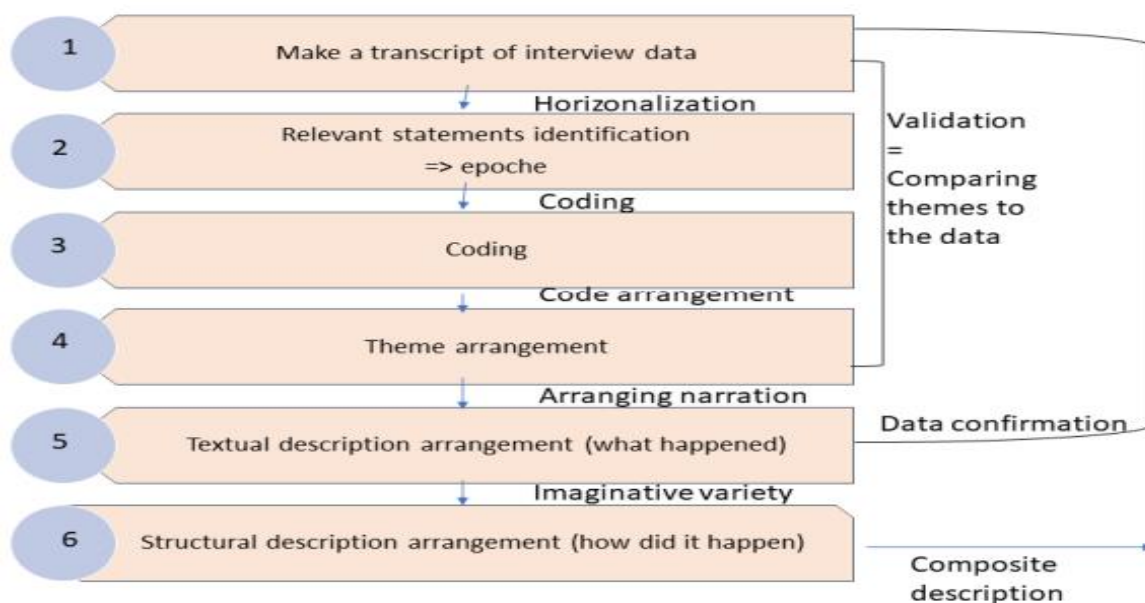 1
Make a transcript of interview data
Horizonalization
2
Relevant statements identification
=> epoche
Coding
3
Coding
Code arrangement
4
Theme arrangement
Arranging narration
5
Textual description arrangement (what happened)
Imaginative variety
6
Structural description arrangement (how did it happen)
Validation
=
Comparing
themes to
the data
Data confirmation
Composite
description